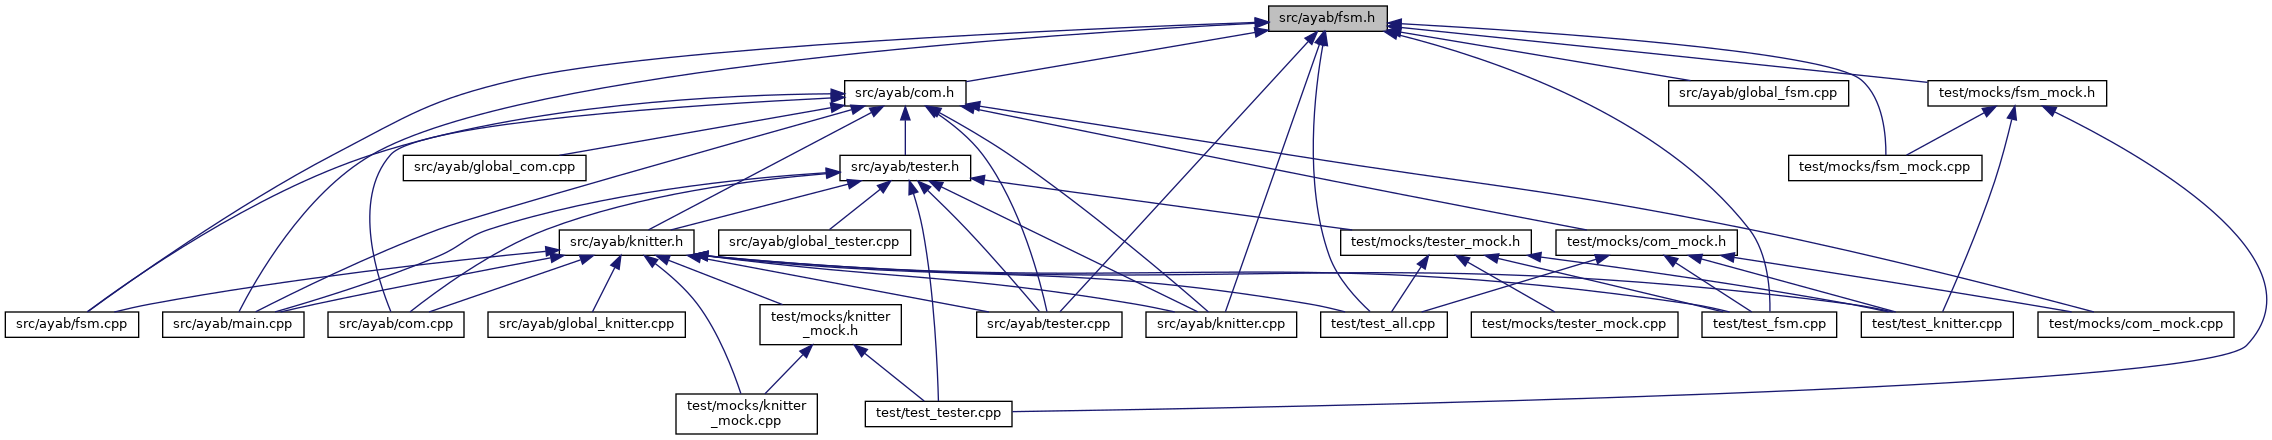 src/ayab/fsm.h
src/ayab/com.h
src/ayab/global_fsm.cpp
test/mocks/fsm_mock.h
src/ayab/global_com.cpp
src/ayab/tester.h
test/mocks/fsm_mock.cpp
src/ayab/knitter.h
src/ayab/global_tester.cpp
test/mocks/tester_mock.h
test/mocks/com_mock.h
src/ayab/fsm.cpp
src/ayab/main.cpp
src/ayab/com.cpp
src/ayab/global_knitter.cpp
test/mocks/knitter
_mock.h
src/ayab/tester.cpp
src/ayab/knitter.cpp
test/test_all.cpp
test/mocks/tester_mock.cpp
test/test_fsm.cpp
test/test_knitter.cpp
test/mocks/com_mock.cpp
test/mocks/knitter
_mock.cpp
test/test_tester.cpp